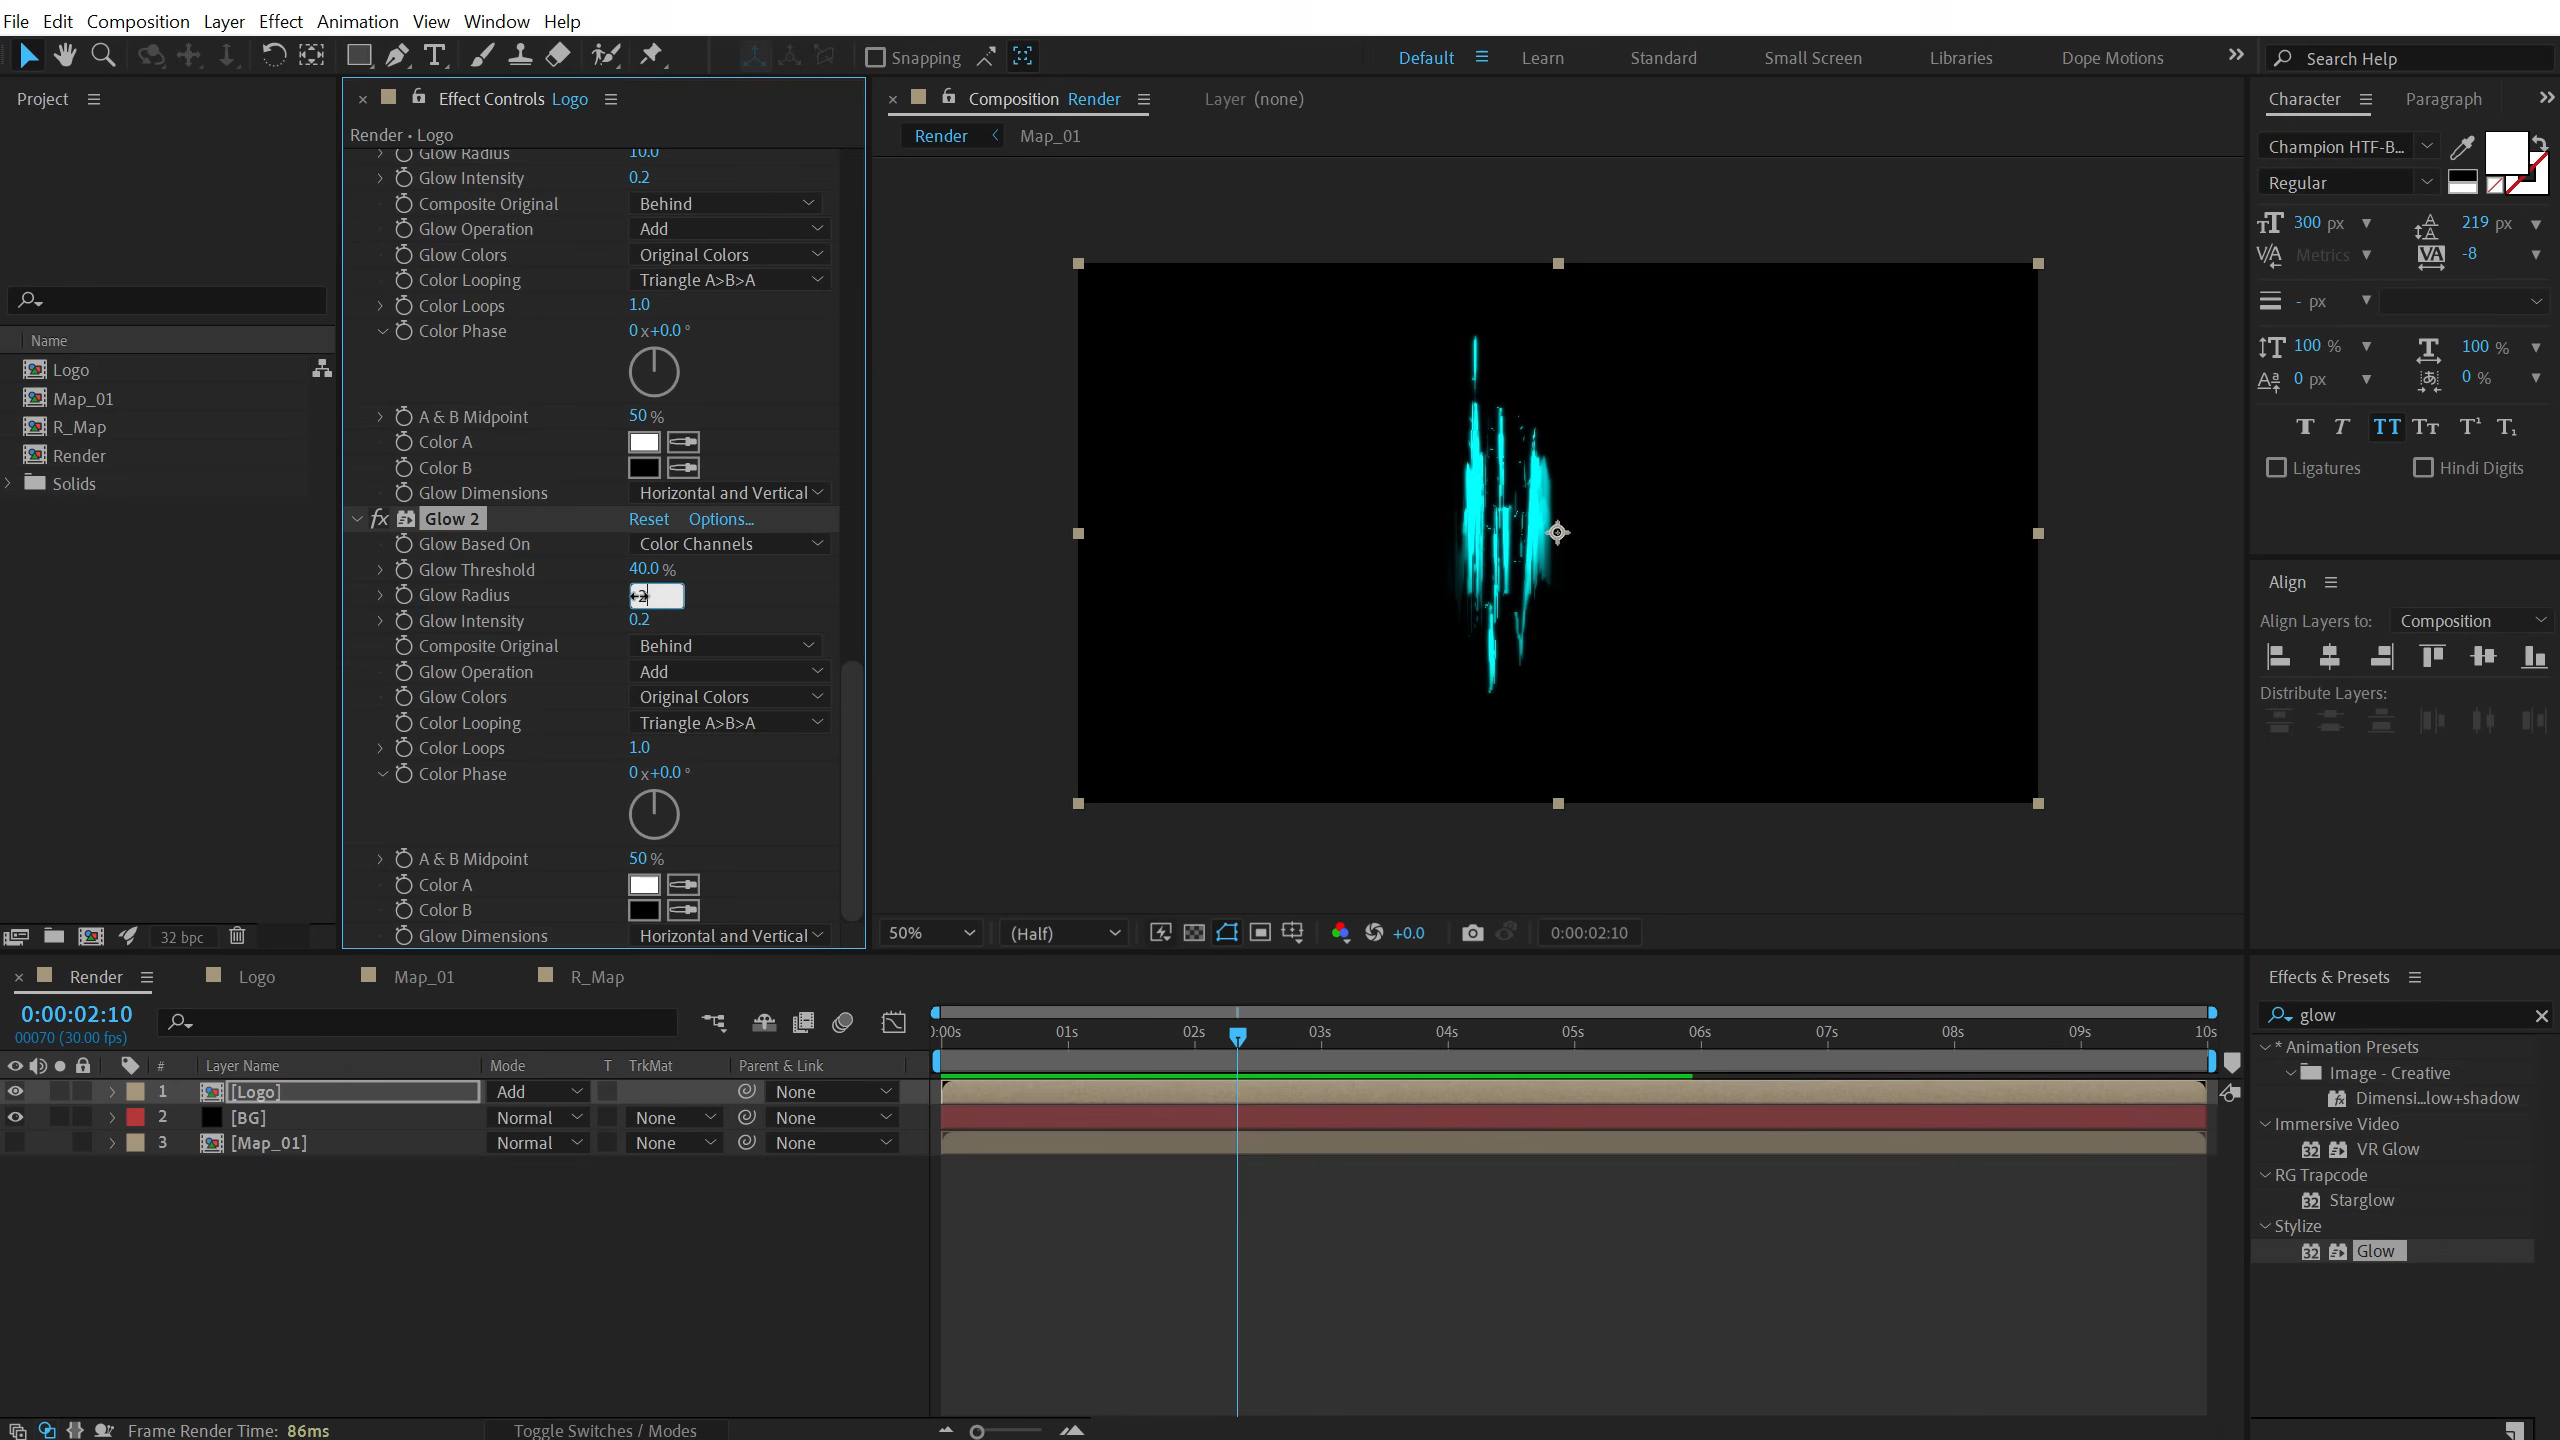 File Edit Composition Layer Effect Animation View Window Help
Snapping
Default Learn Standard Small Screen Libraries Dope Motions
Search Help
Project
Name
Logo
Map_01
R_Map
Render
Solids
32 bpc
Effect Controls Logo
Render • Logo
Glow Radius 10.0
Glow Intensity 0.2
Composite Original Behind
Glow Operation Add
Glow Colors Original Colors
Color Looping Triangle A>B>A
Color Loops 1.0
Color Phase 0 x+0.0 °
A & B Midpoint 50 %
Color A
Color B
Glow Dimensions Horizontal and Vertical
fx Glow 2 Reset Options...
Glow Based On Color Channels
Glow Threshold 40.0 %
Glow Radius 2
Glow Intensity 0.2
Composite Original Behind
Glow Operation Add
Glow Colors Original Colors
Color Looping Triangle A>B>A
Color Loops 1.0
Color Phase 0 x+0.0 °
A & B Midpoint 50 %
Color A
Color B
Glow Dimensions Horizontal and Vertical
Composition Render Layer (none)
Render Map_01
50% (Half) +0.0 0:00:02:10
Character Paragraph
Champion HTF-B...
Regular
300 px 219 px
Metrics -8
- px
100 % 100 %
0 px 0 %
Ligatures Hindi Digits
Align
Align Layers to: Composition
Distribute Layers:
Render Logo Map_01 R_Map
0:00:02:10
00070 (30.00 fps)
# Layer Name Mode T TrkMat Parent & Link
1 [Logo] Add None
2 [BG] Normal None None
3 [Map_01] Normal None None
):00s 01s 02s 03s 04s 05s 06s 07s 08s 09s 10s
Frame Render Time: 86ms
Toggle Switches / Modes
Effects & Presets
glow
* Animation Presets
Image - Creative
Dimensi...low+shadow
Immersive Video
VR Glow
RG Trapcode
Starglow
Stylize
Glow